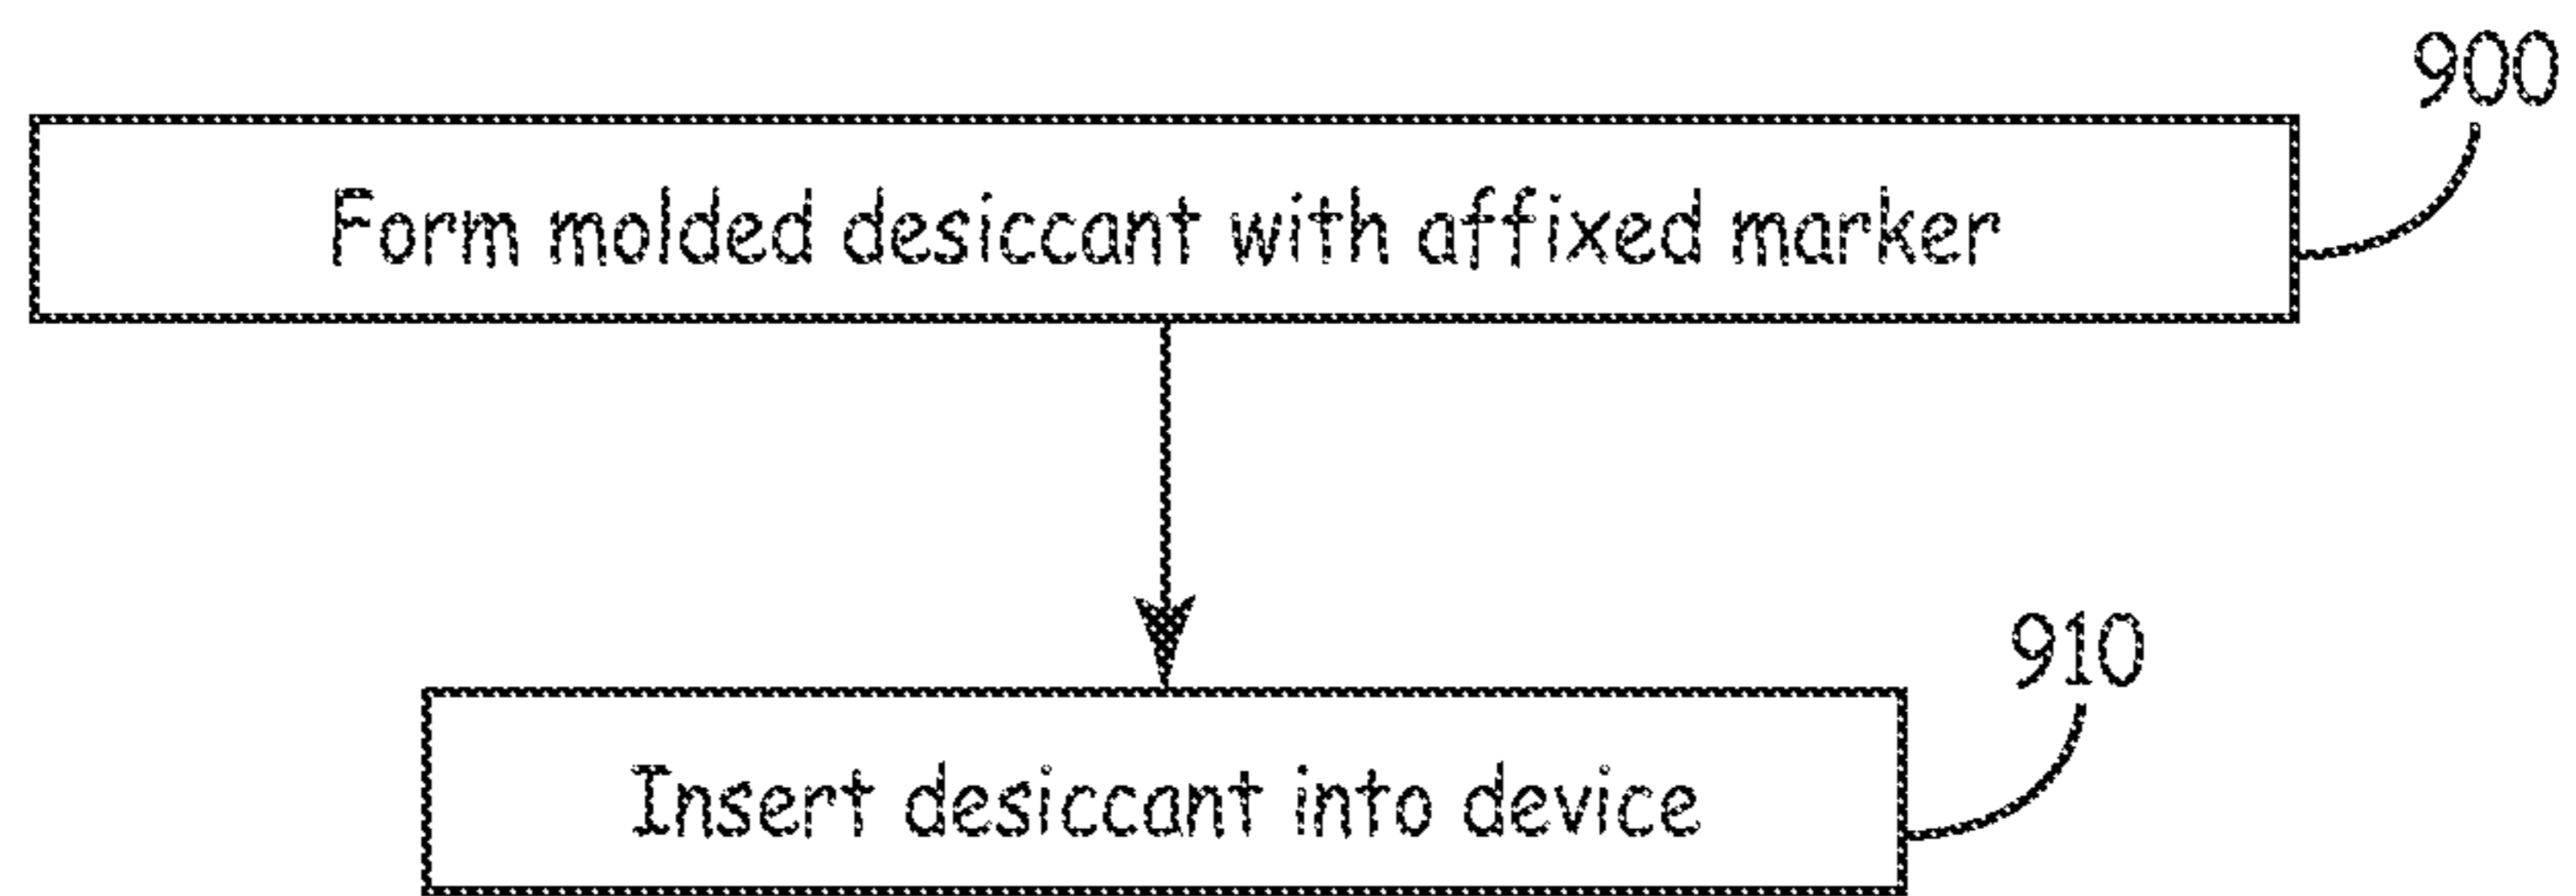 900
Form molded desiccant with affixed marker
910
Insert desiccant into device